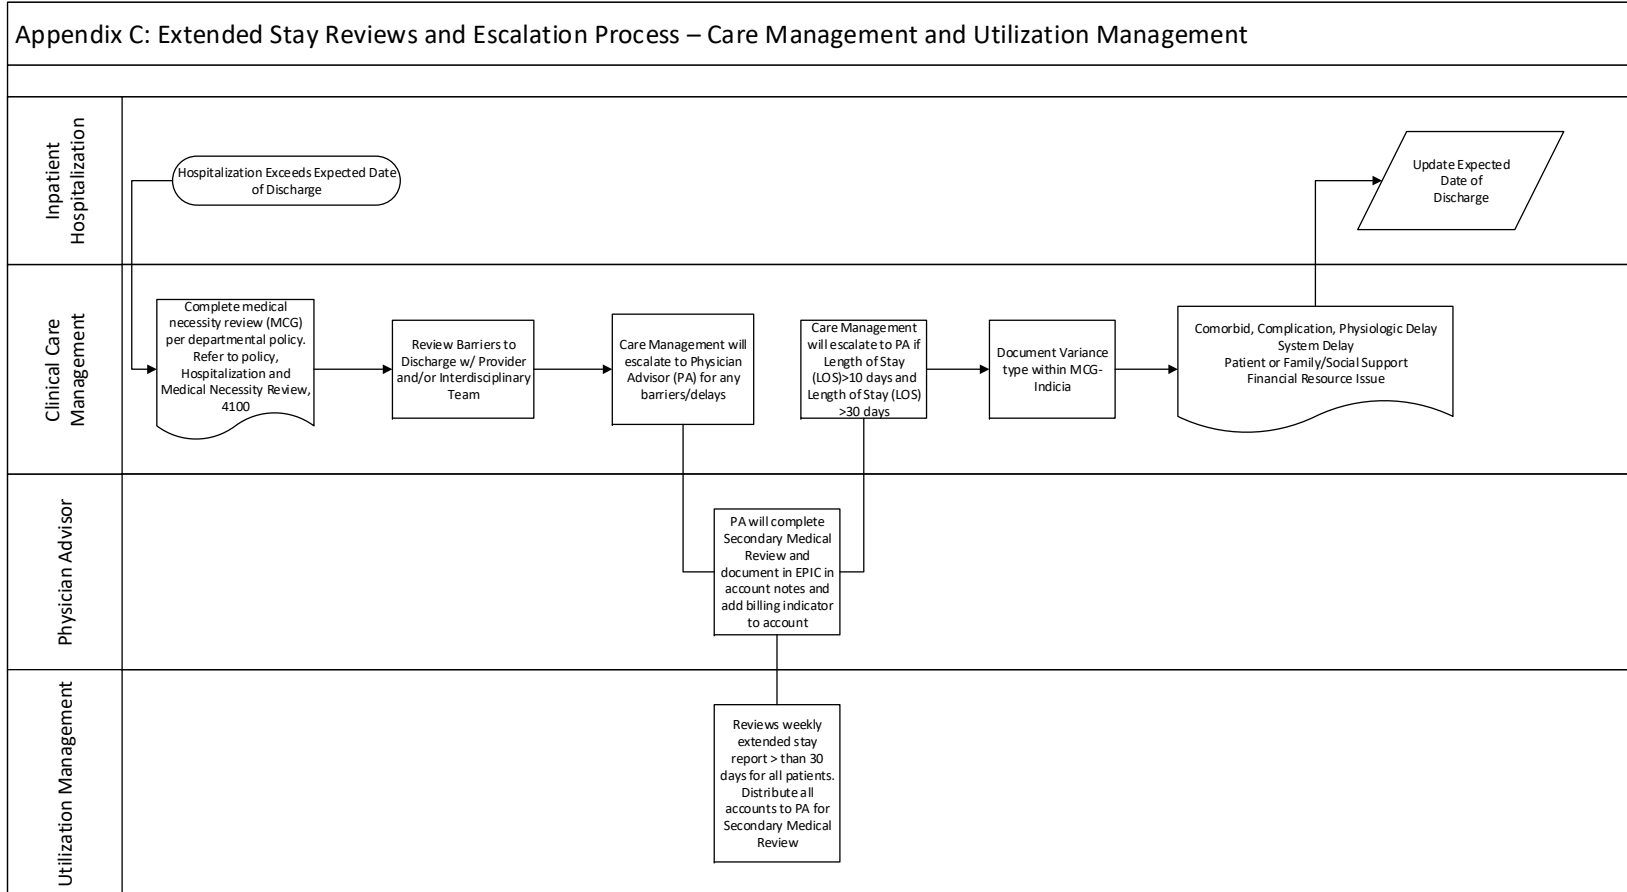 Appendix C: Extended Stay Reviews and Escalation Process – Care Management and Utilization Management
Inpatient
Hospitalization
Hospitalization Exceeds Expected Date
of Discharge
Update Expected
Date of
Discharge
Clinical Care
Management
Complete medical
necessity review (MCG)
per departmental policy.
Refer to policy,
Hospitalization and
Medical Necessity Review,
4100
Review Barriers to
Discharge w/ Provider
and/or Interdisciplinary
Team
Care Management will
escalate to Physician
Advisor (PA) for any
barriers/delays
Care Management
will escalate to PA if
Length of Stay
(LOS)>10 days and
Length of Stay (LOS)
>30 days
Document Variance
type within MCG-
Indicia
Comorbid, Complication, Physiologic Delay
System Delay
Patient or Family/Social Support
Financial Resource Issue
Physician Advisor
PA will complete
Secondary Medical
Review and
document in EPIC in
account notes and
add billing indicator
to account
Utilization Management
Reviews weekly
extended stay
report > than 30
days for all patients.
Distribute all
accounts to PA for
Secondary Medical
Review